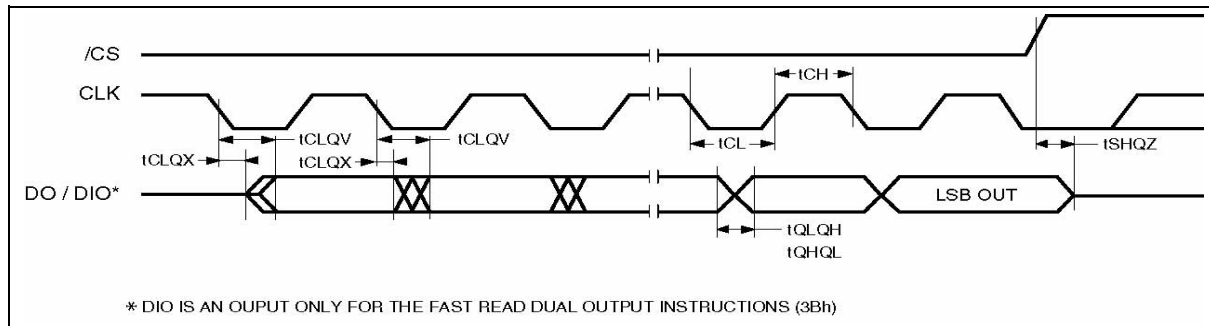 /CS
CLK
tCH
tCLQV
tCLQV
tCL
tSHQZ
tCLQX
tCLQX
DO / DIO*
LSB OUT
tQLQH
tQHQL
* DIO IS AN OUPUT ONLY FOR THE FAST READ DUAL OUTPUT INSTRUCTIONS (3Bh)